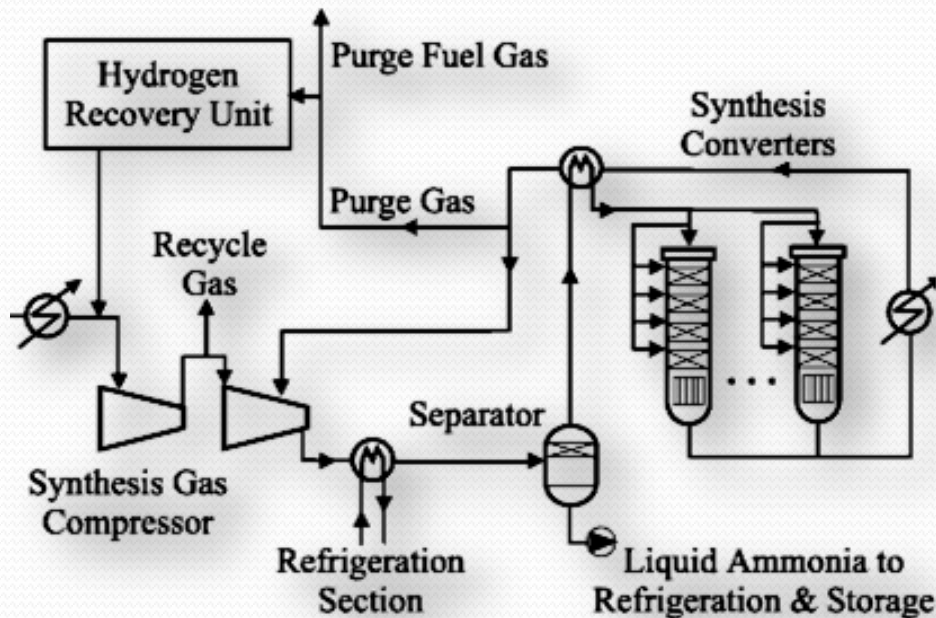 Hydrogen
Recovery Unit
Purge Fuel Gas
Synthesis
Converters
Purge Gas
Recycle
Gas
Separator
Synthesis Gas
Compressor
Refrigeration
Section
Liquid Ammonia to
Refrigeration & Storage